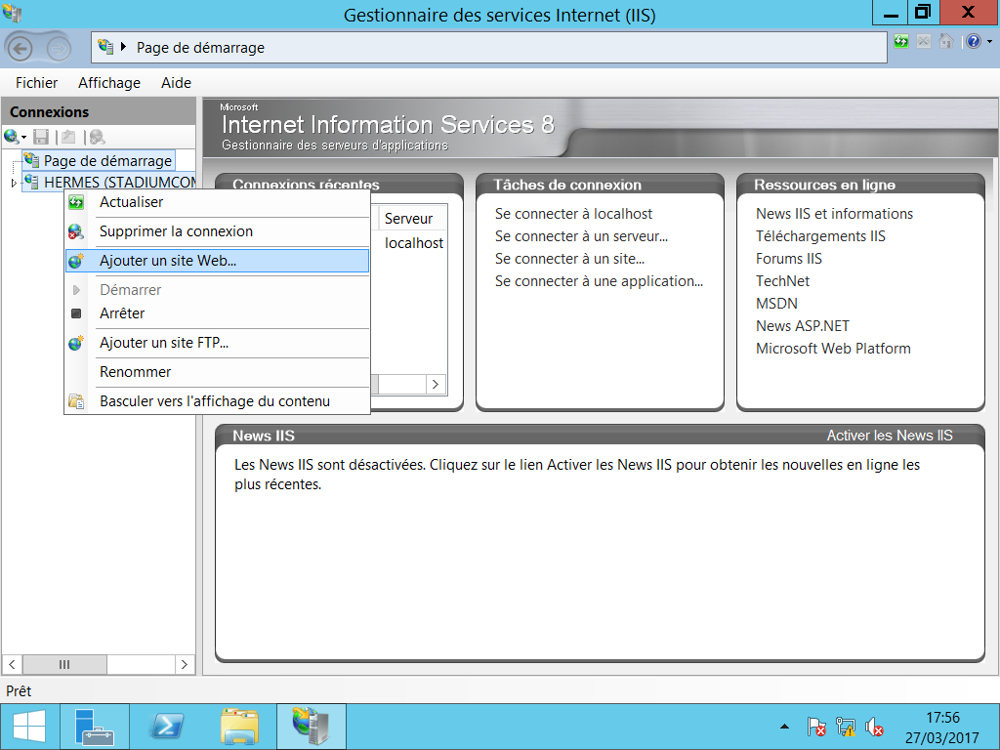 Gestionnaire des services Internet (IIS)
Page de démarrage
Fichier Affichage Aide
Connexions
Page de démarrage
HERMES (STADIUMCO
Actualiser
Supprimer la connexion
Ajouter un site Web...
Démarrer
Arrêter
Ajouter un site FTP...
Renommer
Basculer vers l'affichage du contenu
Microsoft
Internet Information Services 8
Gestionnaire des serveurs d'applications
Connexions récentes
Serveur
localhost
Tâches de connexion
Se connecter à localhost
Se connecter à un serveur...
Se connecter à un site...
Se connecter à une application...
Ressources en ligne
News IIS et informations
Téléchargements IIS
Forums IIS
TechNet
MSDN
News ASP.NET
Microsoft Web Platform
News IIS
Activer les News IIS
Les News IIS sont désactivées. Cliquez sur le lien Activer les News IIS pour obtenir les nouvelles en ligne les
plus récentes.
Prêt
17:56
27/03/2017